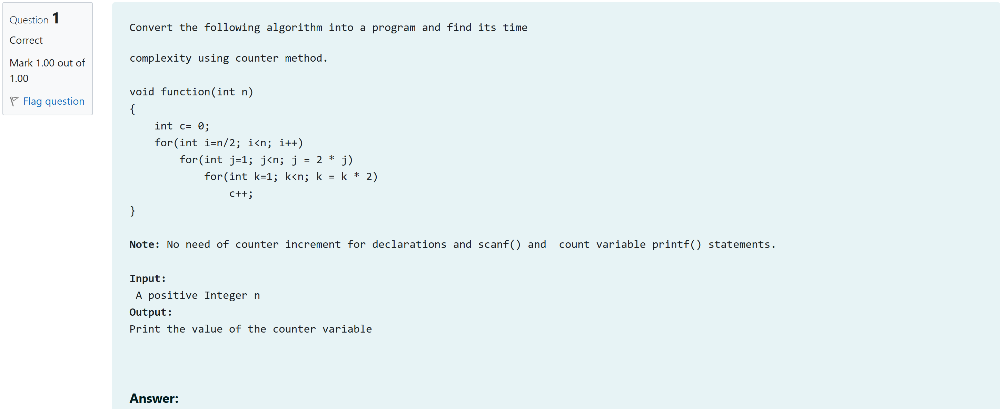 Question 1
Correct
Mark 1.00 out of
1.00
Flag question
Convert the following algorithm into a program and find its time
complexity using counter method.
void function(int n)
{
    int c= 0;
    for(int i=n/2; i<n; i++)
        for(int j=1; j<n; j = 2 * j)
            for(int k=1; k<n; k = k * 2)
                c++;
}
Note: No need of counter increment for declarations and scanf() and  count variable printf() statements.
Input:
 A positive Integer n
Output:
Print the value of the counter variable
Answer: